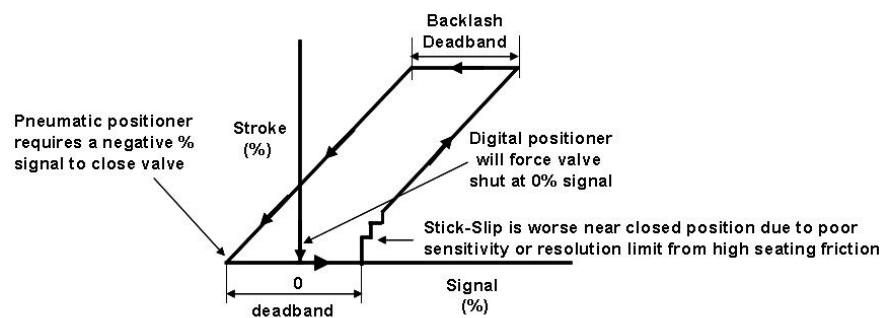 Backlash
Deadband
Pneumatic positioner
requires a negative %
signal to close valve
Stroke
(%)
Digital positioner
will force valve
shut at 0% signal
Stick-Slip is worse near closed position due to poor
sensitivity or resolution limit from high seating friction
0
deadband
Signal
(%)